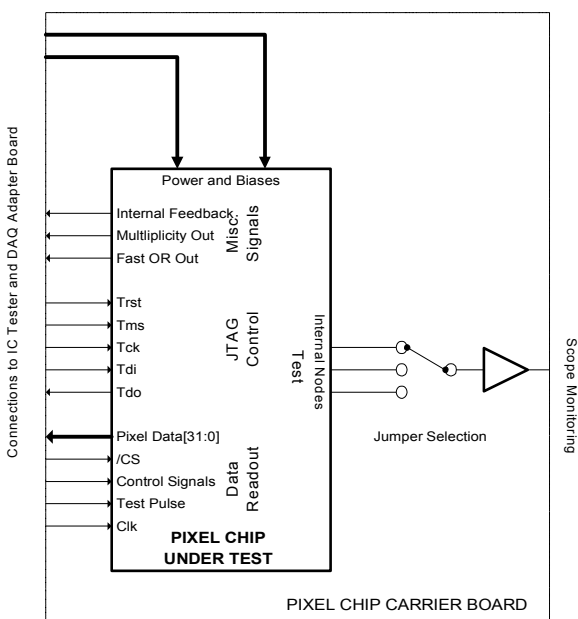 Connections to IC Tester and DAQ Adapter Board
Power and Biases
Internal Feedback
Multliplicity Out
Fast OR Out
Misc.
Signals
Trst
Tms
Tck
Tdi
Tdo
JTAG
Control
Internal Nodes
Test
Pixel Data[31:0]
/CS
Control Signals
Test Pulse
Clk
Data
Readout
PIXEL CHIP
UNDER TEST
Jumper Selection
Scope Monitoring
PIXEL CHIP CARRIER BOARD